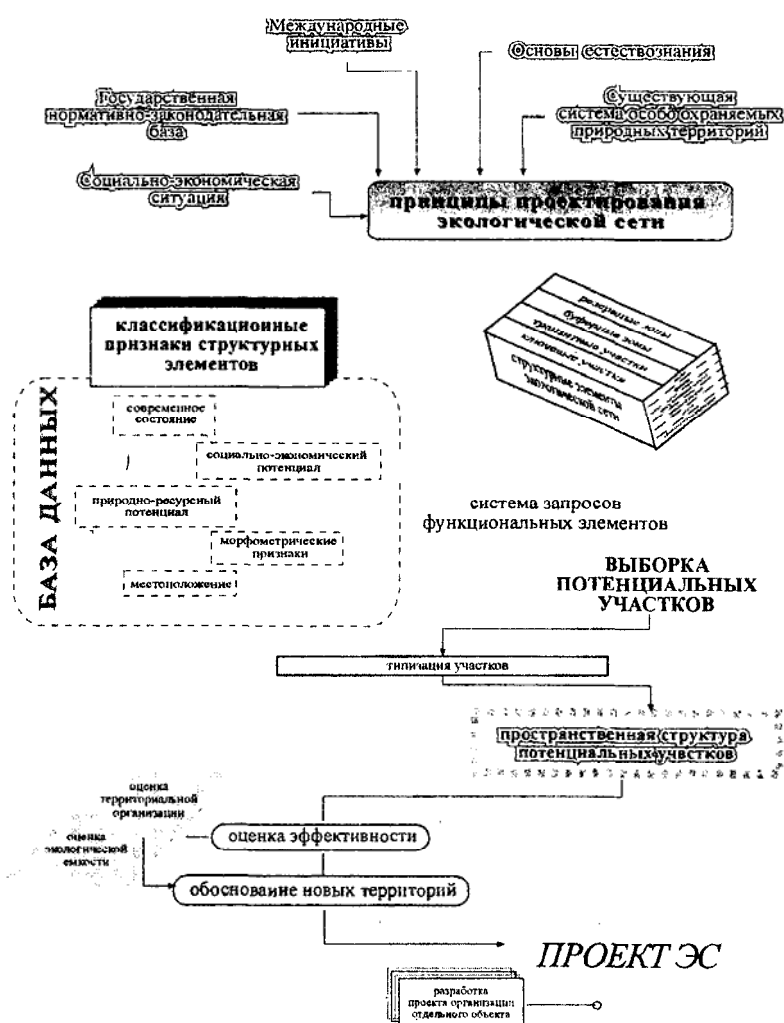 Международные
инициативы
Основы естествознания
Государственная
нормативно-законодательная
база
Существующая
система особо охраняемых
природных территорий
Социально-экономическая
ситуация
принципы проектирования
экологической сети
классификационные
признаки структурных
элементов
резервные зоны
буферные зоны
транзитные участки
ключевые участки
структурные элементы
экологической сети
БАЗА ДАННЫХ
современное
состояние
социально-экономический
потенциал
природно-ресурсный
потенциал
морфометрические
признаки
местоположение
система запросов
функциональных элементов
ВЫБОРКА
ПОТЕНЦИАЛЬНЫХ
УЧАСТКОВ
типизация участков
пространственная структура
потенциальных участков
оценка
территориальной
организации
оценка
экологической
емкости
оценка эффективности
обоснование новых территорий
ПРОЕКТ ЭС
разработка
проекта организации
отдельного объекта